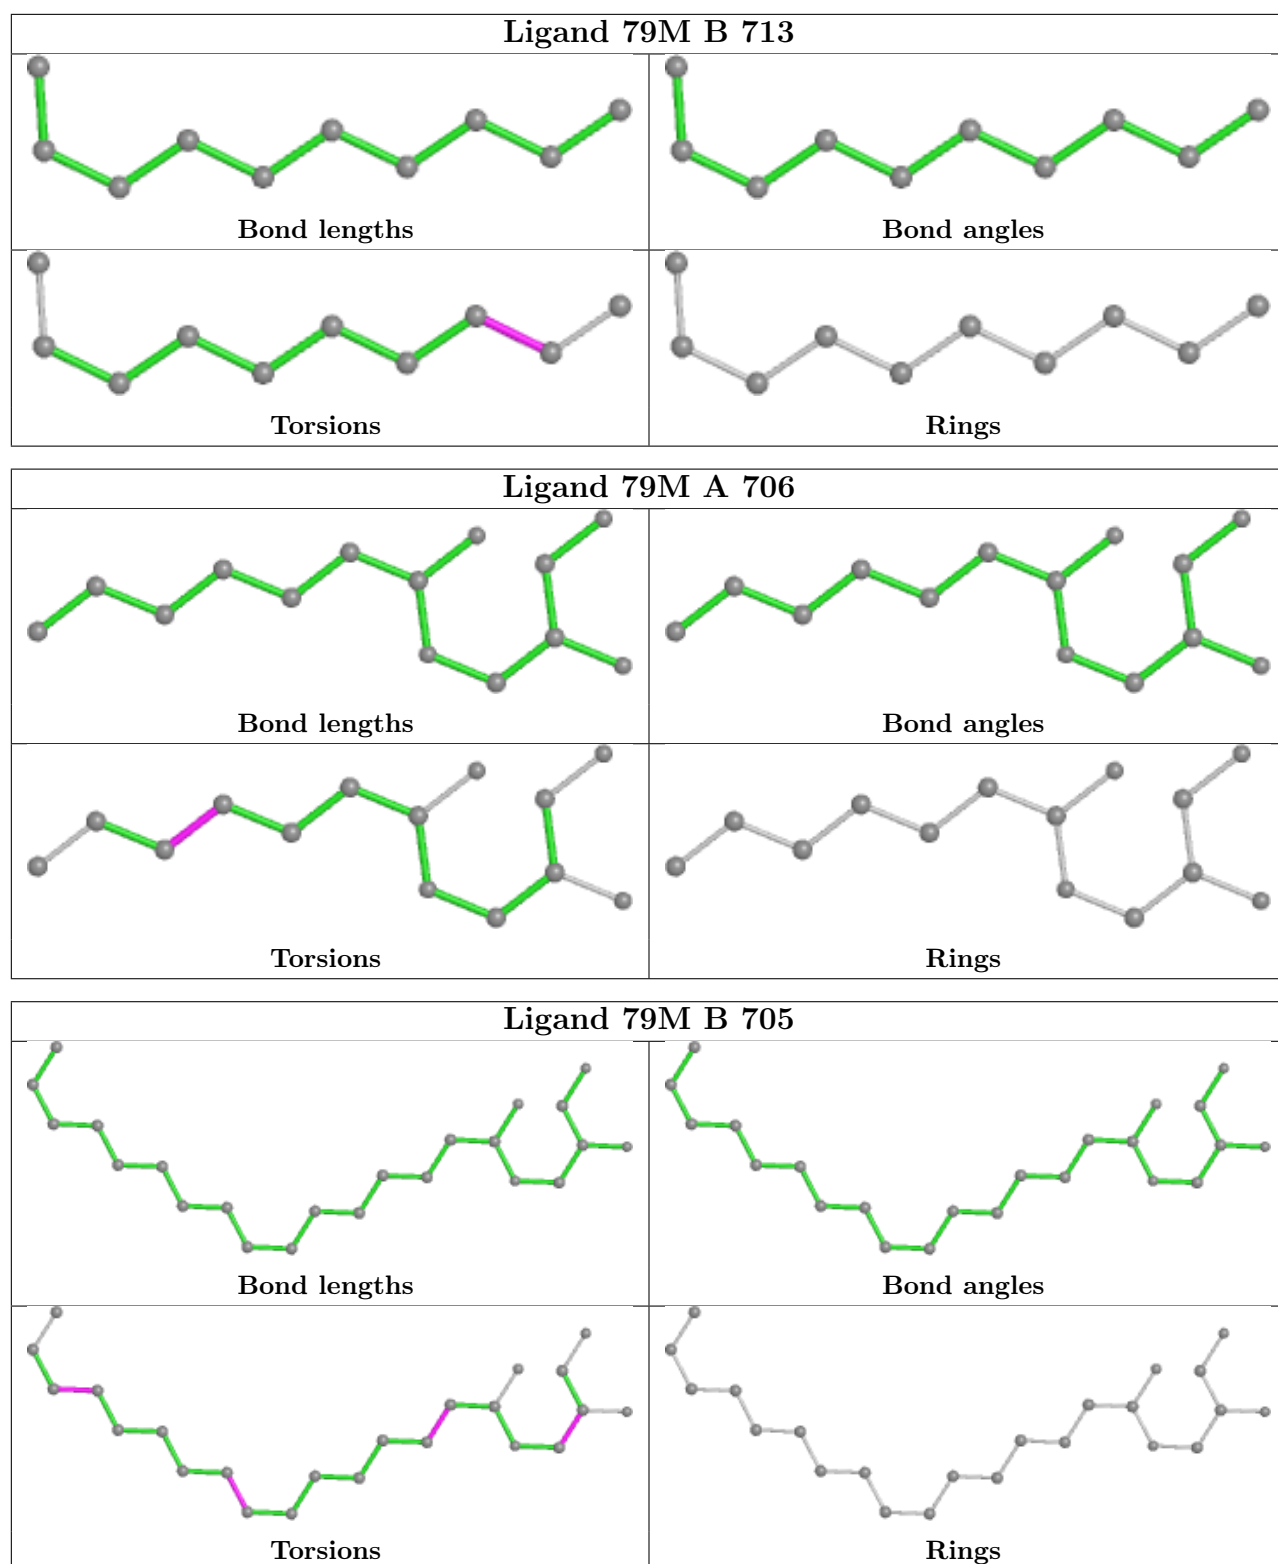 Ligand 79M B 713
Bond lengths
Bond angles
Torsions
Rings
Ligand 79M A 706
Bond lengths
Bond angles
Torsions
Rings
Ligand 79M B 705
Bond lengths
Bond angles
Torsions
Rings